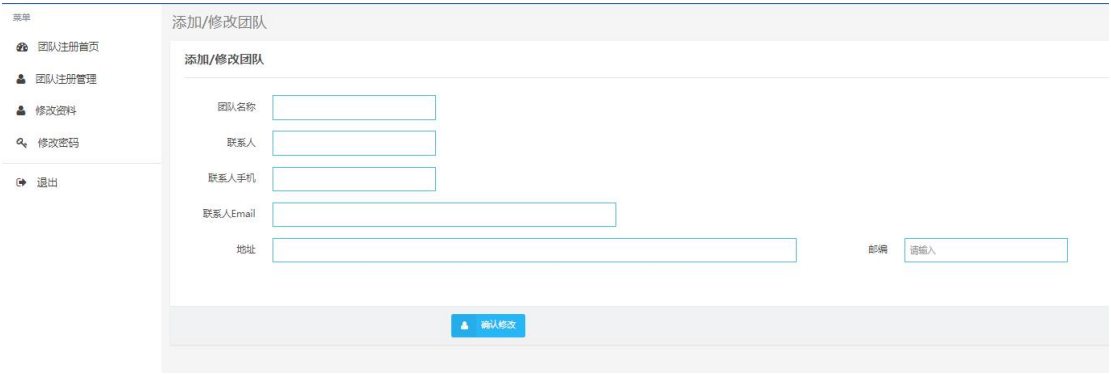 菜单
团队注册首页
团队注册管理
修改资料
修改密码
退出
添加/修改团队
添加/修改团队
团队名称
联系人
联系人手机
联系人Email
地址
邮编 请输入
确认修改